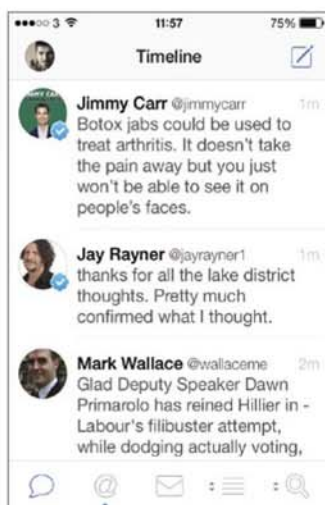 3 11:57 75%
Timeline
Jimmy Carr @jimmycarr 1m
Botox jabs could be used to
treat arthritis. It doesn't take
the pain away but you just
won't be able to see it on
people's faces.
Jay Rayner @jayrayner1 1m
thanks for all the lake district
thoughts. Pretty much
confirmed what I thought.
Mark Wallace @wallaceme 2m
Glad Deputy Speaker Dawn
Primarolo has reined Hillier in -
Labour's filibuster attempt,
while dodging actually voting,